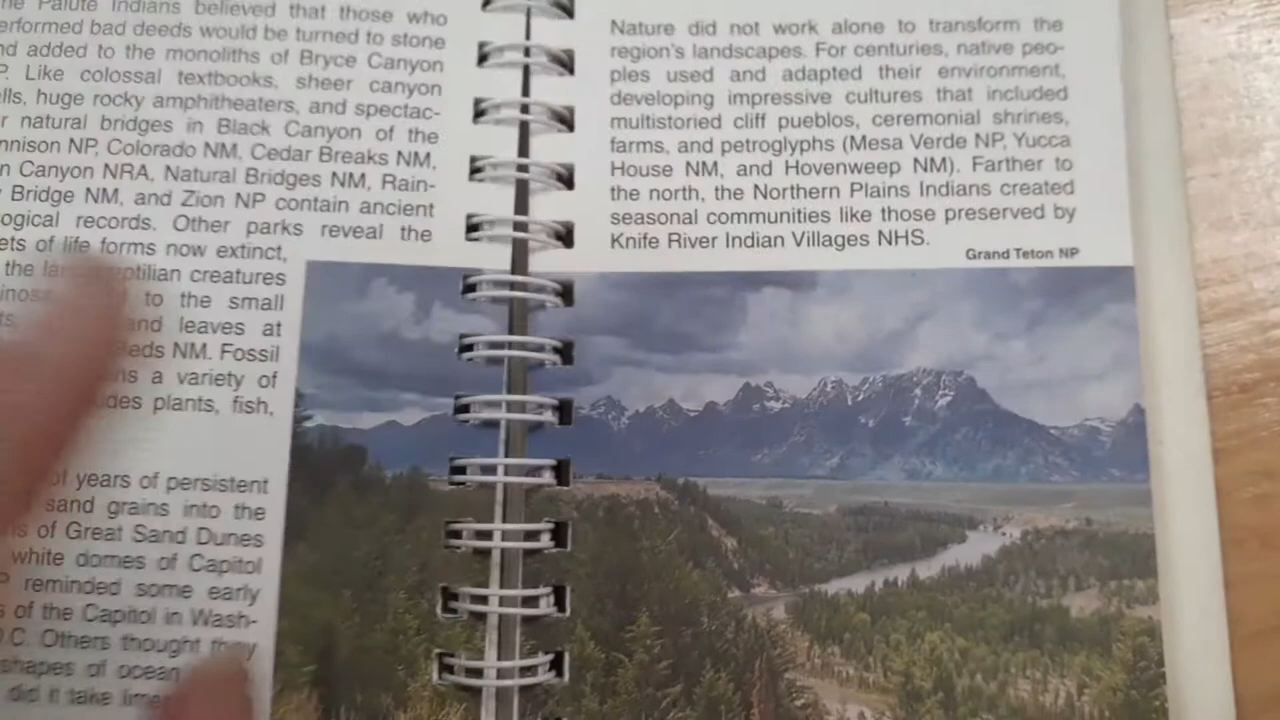 he Paiute Indians believed that those who
erformed bad deeds would be turned to stone
nd added to the monoliths of Bryce Canyon
P. Like colossal textbooks, sheer canyon
lls, huge rocky amphitheaters, and spectac-
r natural bridges in Black Canyon of the
nnison NP, Colorado NM, Cedar Breaks NM,
n Canyon NRA, Natural Bridges NM, Rain-
Bridge NM, and Zion NP contain ancient
ogical records. Other parks reveal the
ets of life forms now extinct,
the eptilian creatures
to the small
and leaves at
eds NM. Fossil
ns a variety of
des plants, fish,
of years of persistent
sand grains into the
ns of Great Sand Dunes
white domes of Capitol
P reminded some early
s of the Capitol in Wash-
D.C. Others thought they
shapes of ocean
did it take
Nature did not work alone to transform the
region's landscapes. For centuries, native peo-
ples used and adapted their environment,
developing impressive cultures that included
multistoried cliff pueblos, ceremonial shrines,
farms, and petroglyphs (Mesa Verde NP, Yucca
House NM, and Hovenweep NM). Farther to
the north, the Northern Plains Indians created
seasonal communities like those preserved by
Knife River Indian Villages NHS.
Grand Teton NP